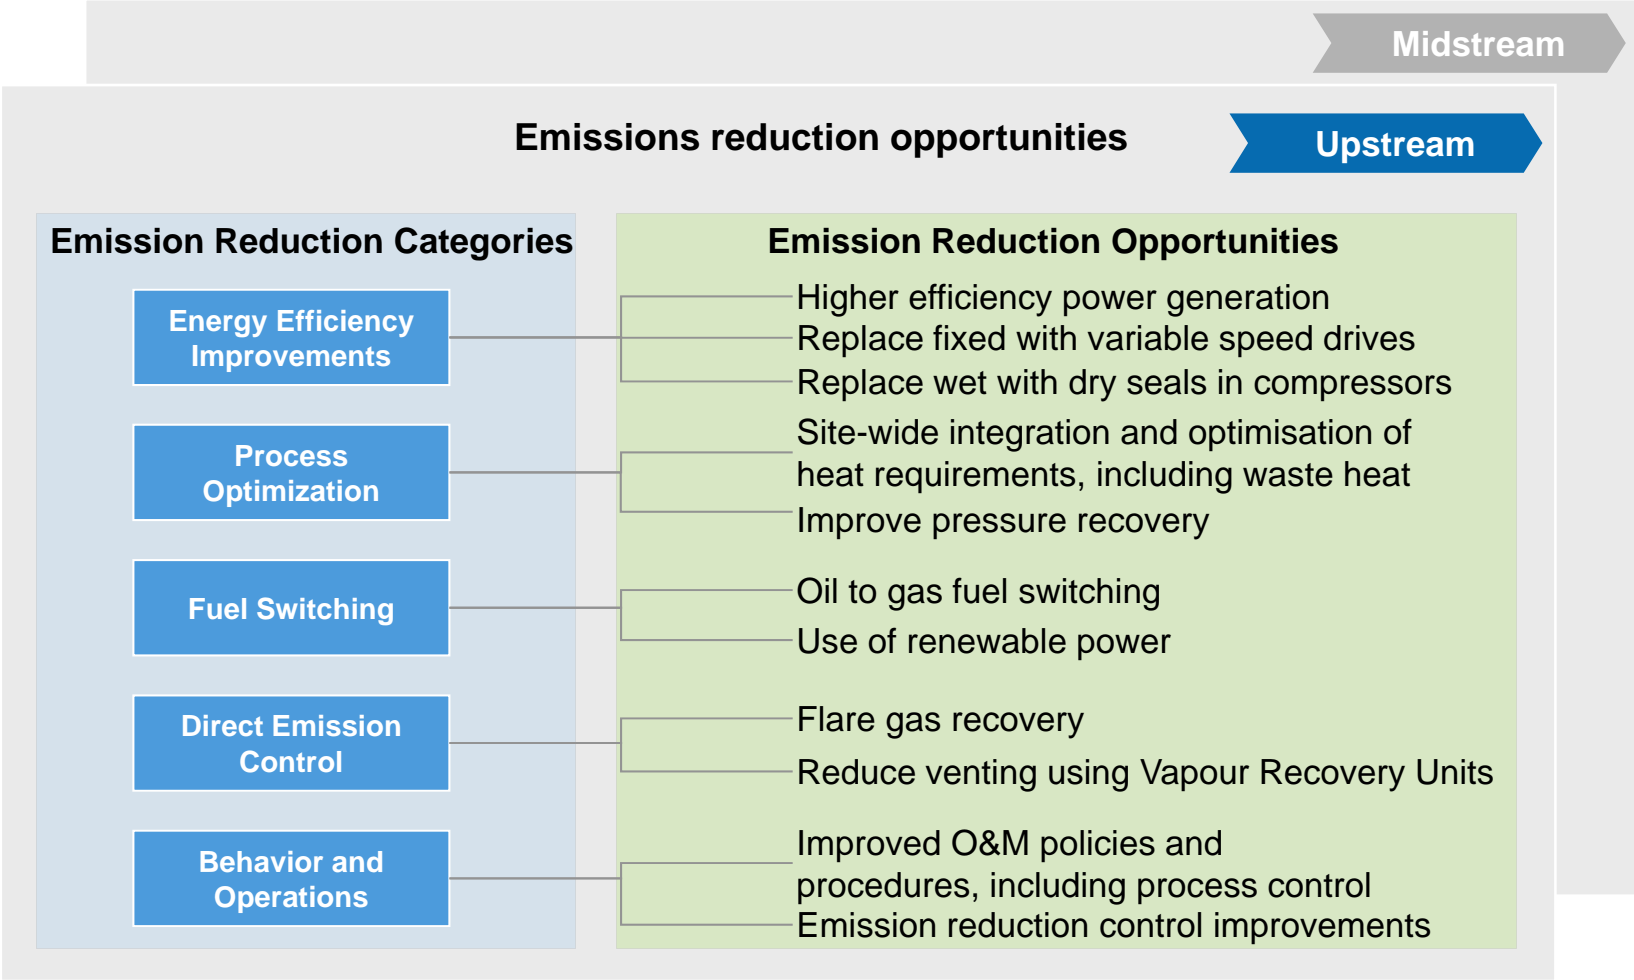 Midstream
Emissions reduction opportunities
Upstream
Emission Reduction Categories
Emission Reduction Opportunities
Energy Efficiency
Improvements
Higher efficiency power generation
Replace fixed with variable speed drives
Replace wet with dry seals in compressors
Process
Optimization
Site-wide integration and optimisation of
heat requirements, including waste heat
Improve pressure recovery
Fuel Switching
Oil to gas fuel switching
Use of renewable power
Direct Emission
Control
Flare gas recovery
Reduce venting using Vapour Recovery Units
Behavior and
Operations
Improved O&M policies and
procedures, including process control
Emission reduction control improvements